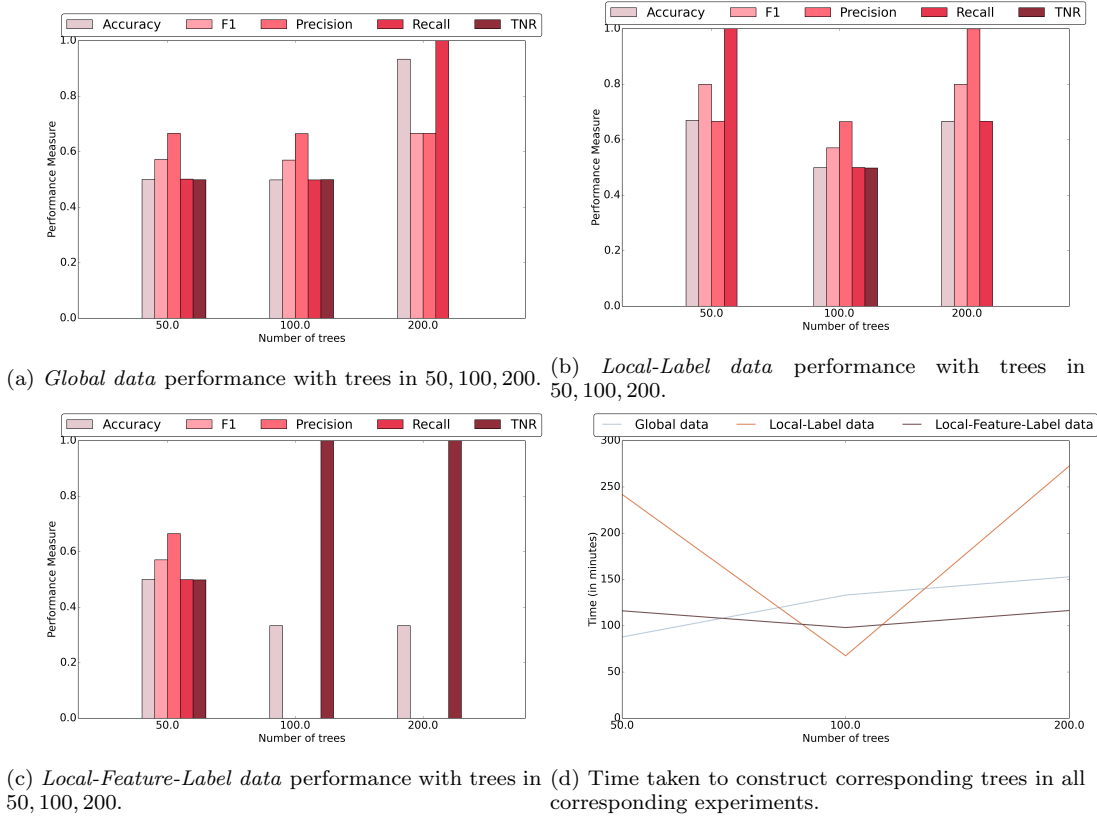 Accuracy F1 Precision Recall TNR
1.0
0.8
0.6
0.4
0.2
0.0
Performance Measure
50.0 100.0 200.0
Number of trees
(a) Global data performance with trees in 50, 100, 200.
Accuracy F1 Precision Recall TNR
1.0
0.8
0.6
0.4
0.2
0.0
Performance Measure
50.0 100.0 200.0
Number of trees
(b) Local-Label data performance with trees in
50, 100, 200.
Accuracy F1 Precision Recall TNR
1.0
0.8
0.6
0.4
0.2
0.0
Performance Measure
50.0 100.0 200.0
Number of trees
(c) Local-Feature-Label data performance with trees in
50, 100, 200.
Global data Local-Label data Local-Feature-Label data
300
250
200
150
100
50
0
Time (in minutes)
50.0 100.0 200.0
Number of trees
(d) Time taken to construct corresponding trees in all
corresponding experiments.